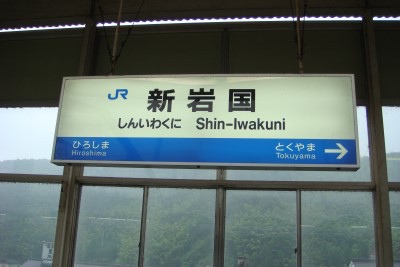 JR 新岩国
しんいわくに Shin-Iwakuni
ひろしま とくやま
Hiroshima Tokuyama